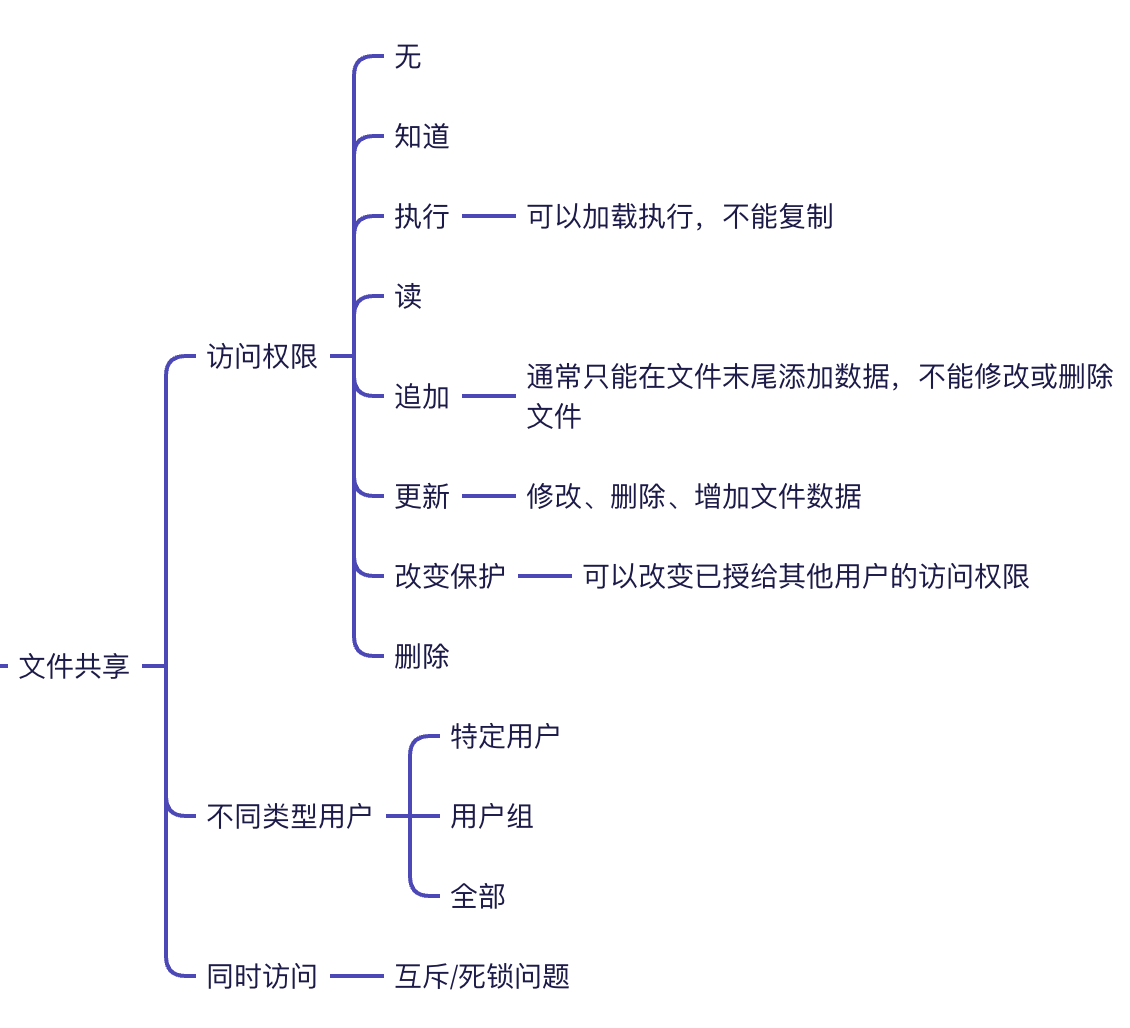 无
知道
执行
可以加载执行，不能复制
读
访问权限
追加
通常只能在文件末尾添加数据，不能修改或删除
文件
更新
修改、删除、增加文件数据
改变保护
可以改变已授给其他用户的访问权限
删除
文件共享
特定用户
不同类型用户
用户组
全部
同时访问
互斥/死锁问题